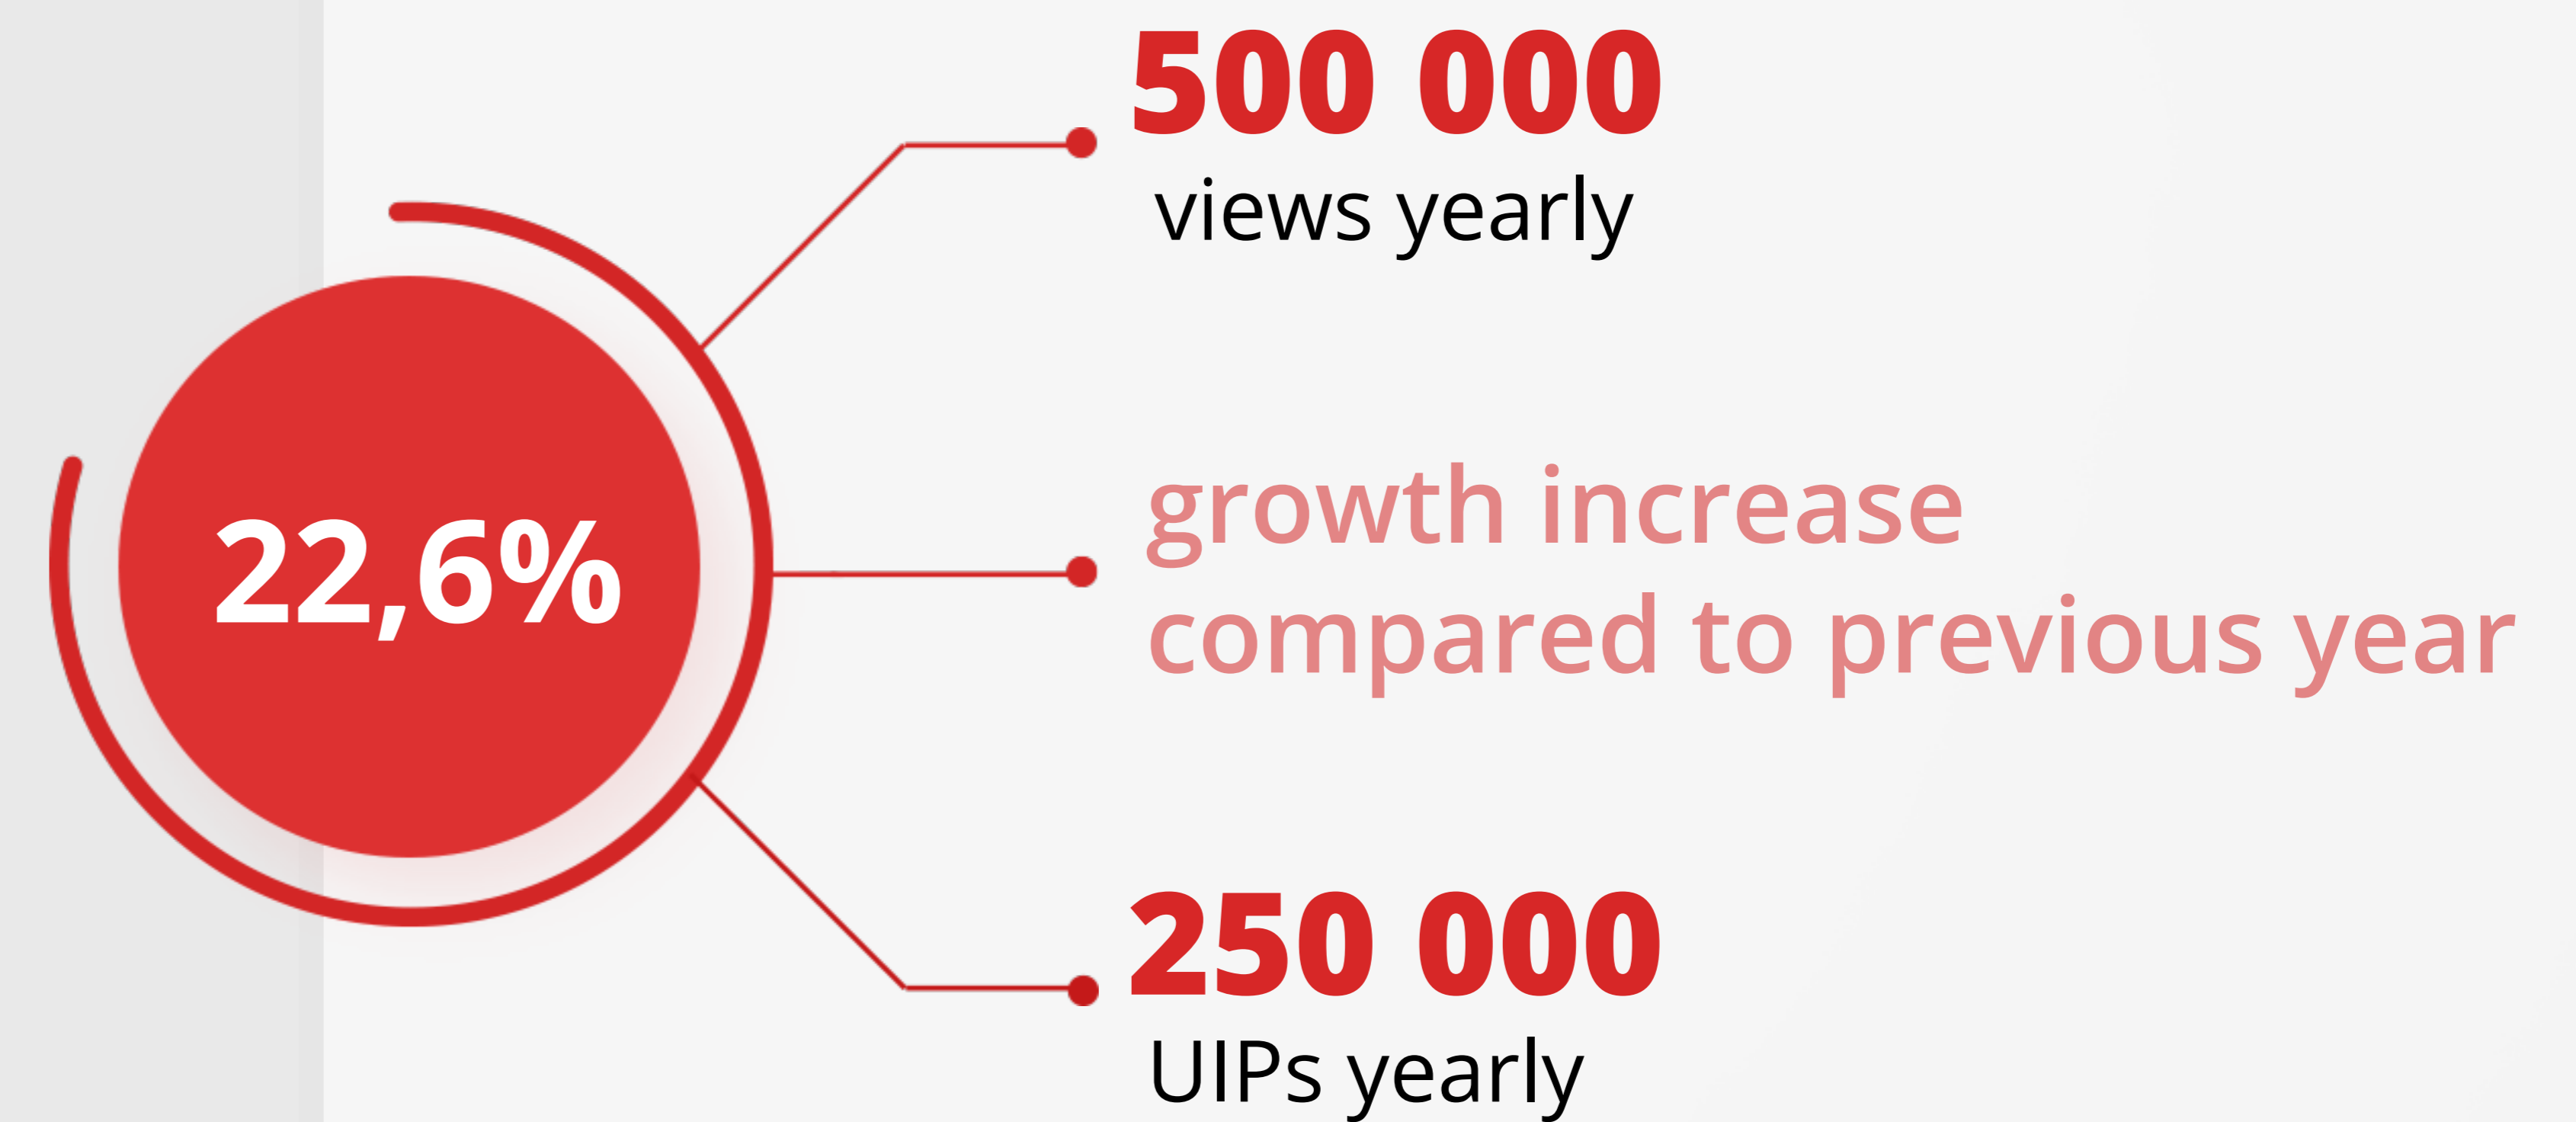 500 000
views yearly
22,6%
growth increase
compared to previous year
250 000
UIPs yearly